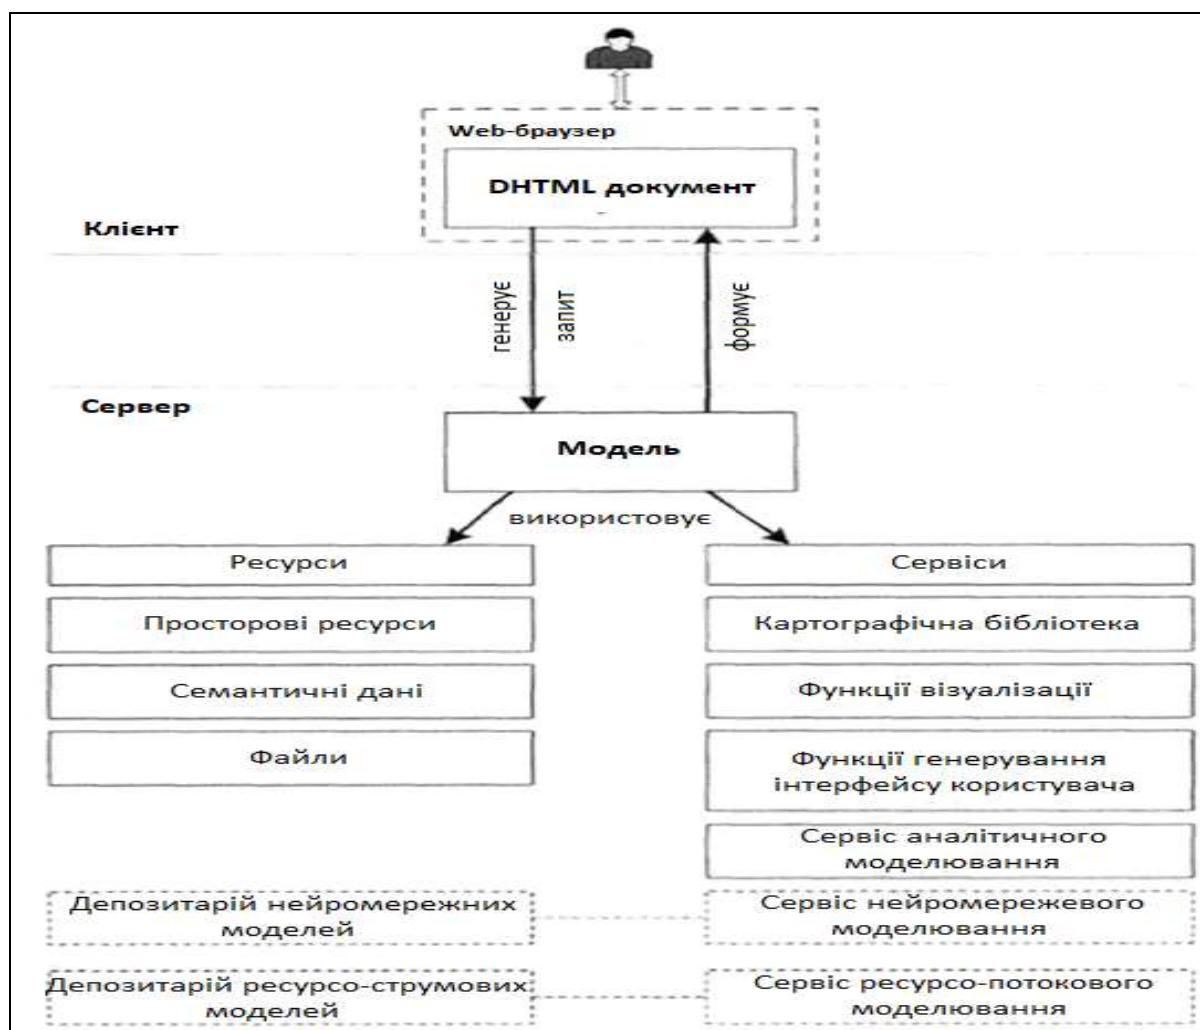 Web-браузер
DHTML документ
Клієнт
генерує
запит
формує
Сервер
Модель
використовує
Ресурси
Сервіси
Просторові ресурси
Картографічна бібліотека
Семантичні дані
Функції візуалізації
Файли
Функції генерування
інтерфейсу користувача
Сервіс аналітичного
моделювання
Депозитарій нейромережних
моделей
Сервіс нейромережевого
моделювання
Депозитарій ресурсо-струмових
моделей
Сервіс ресурсо-потокового
моделювання